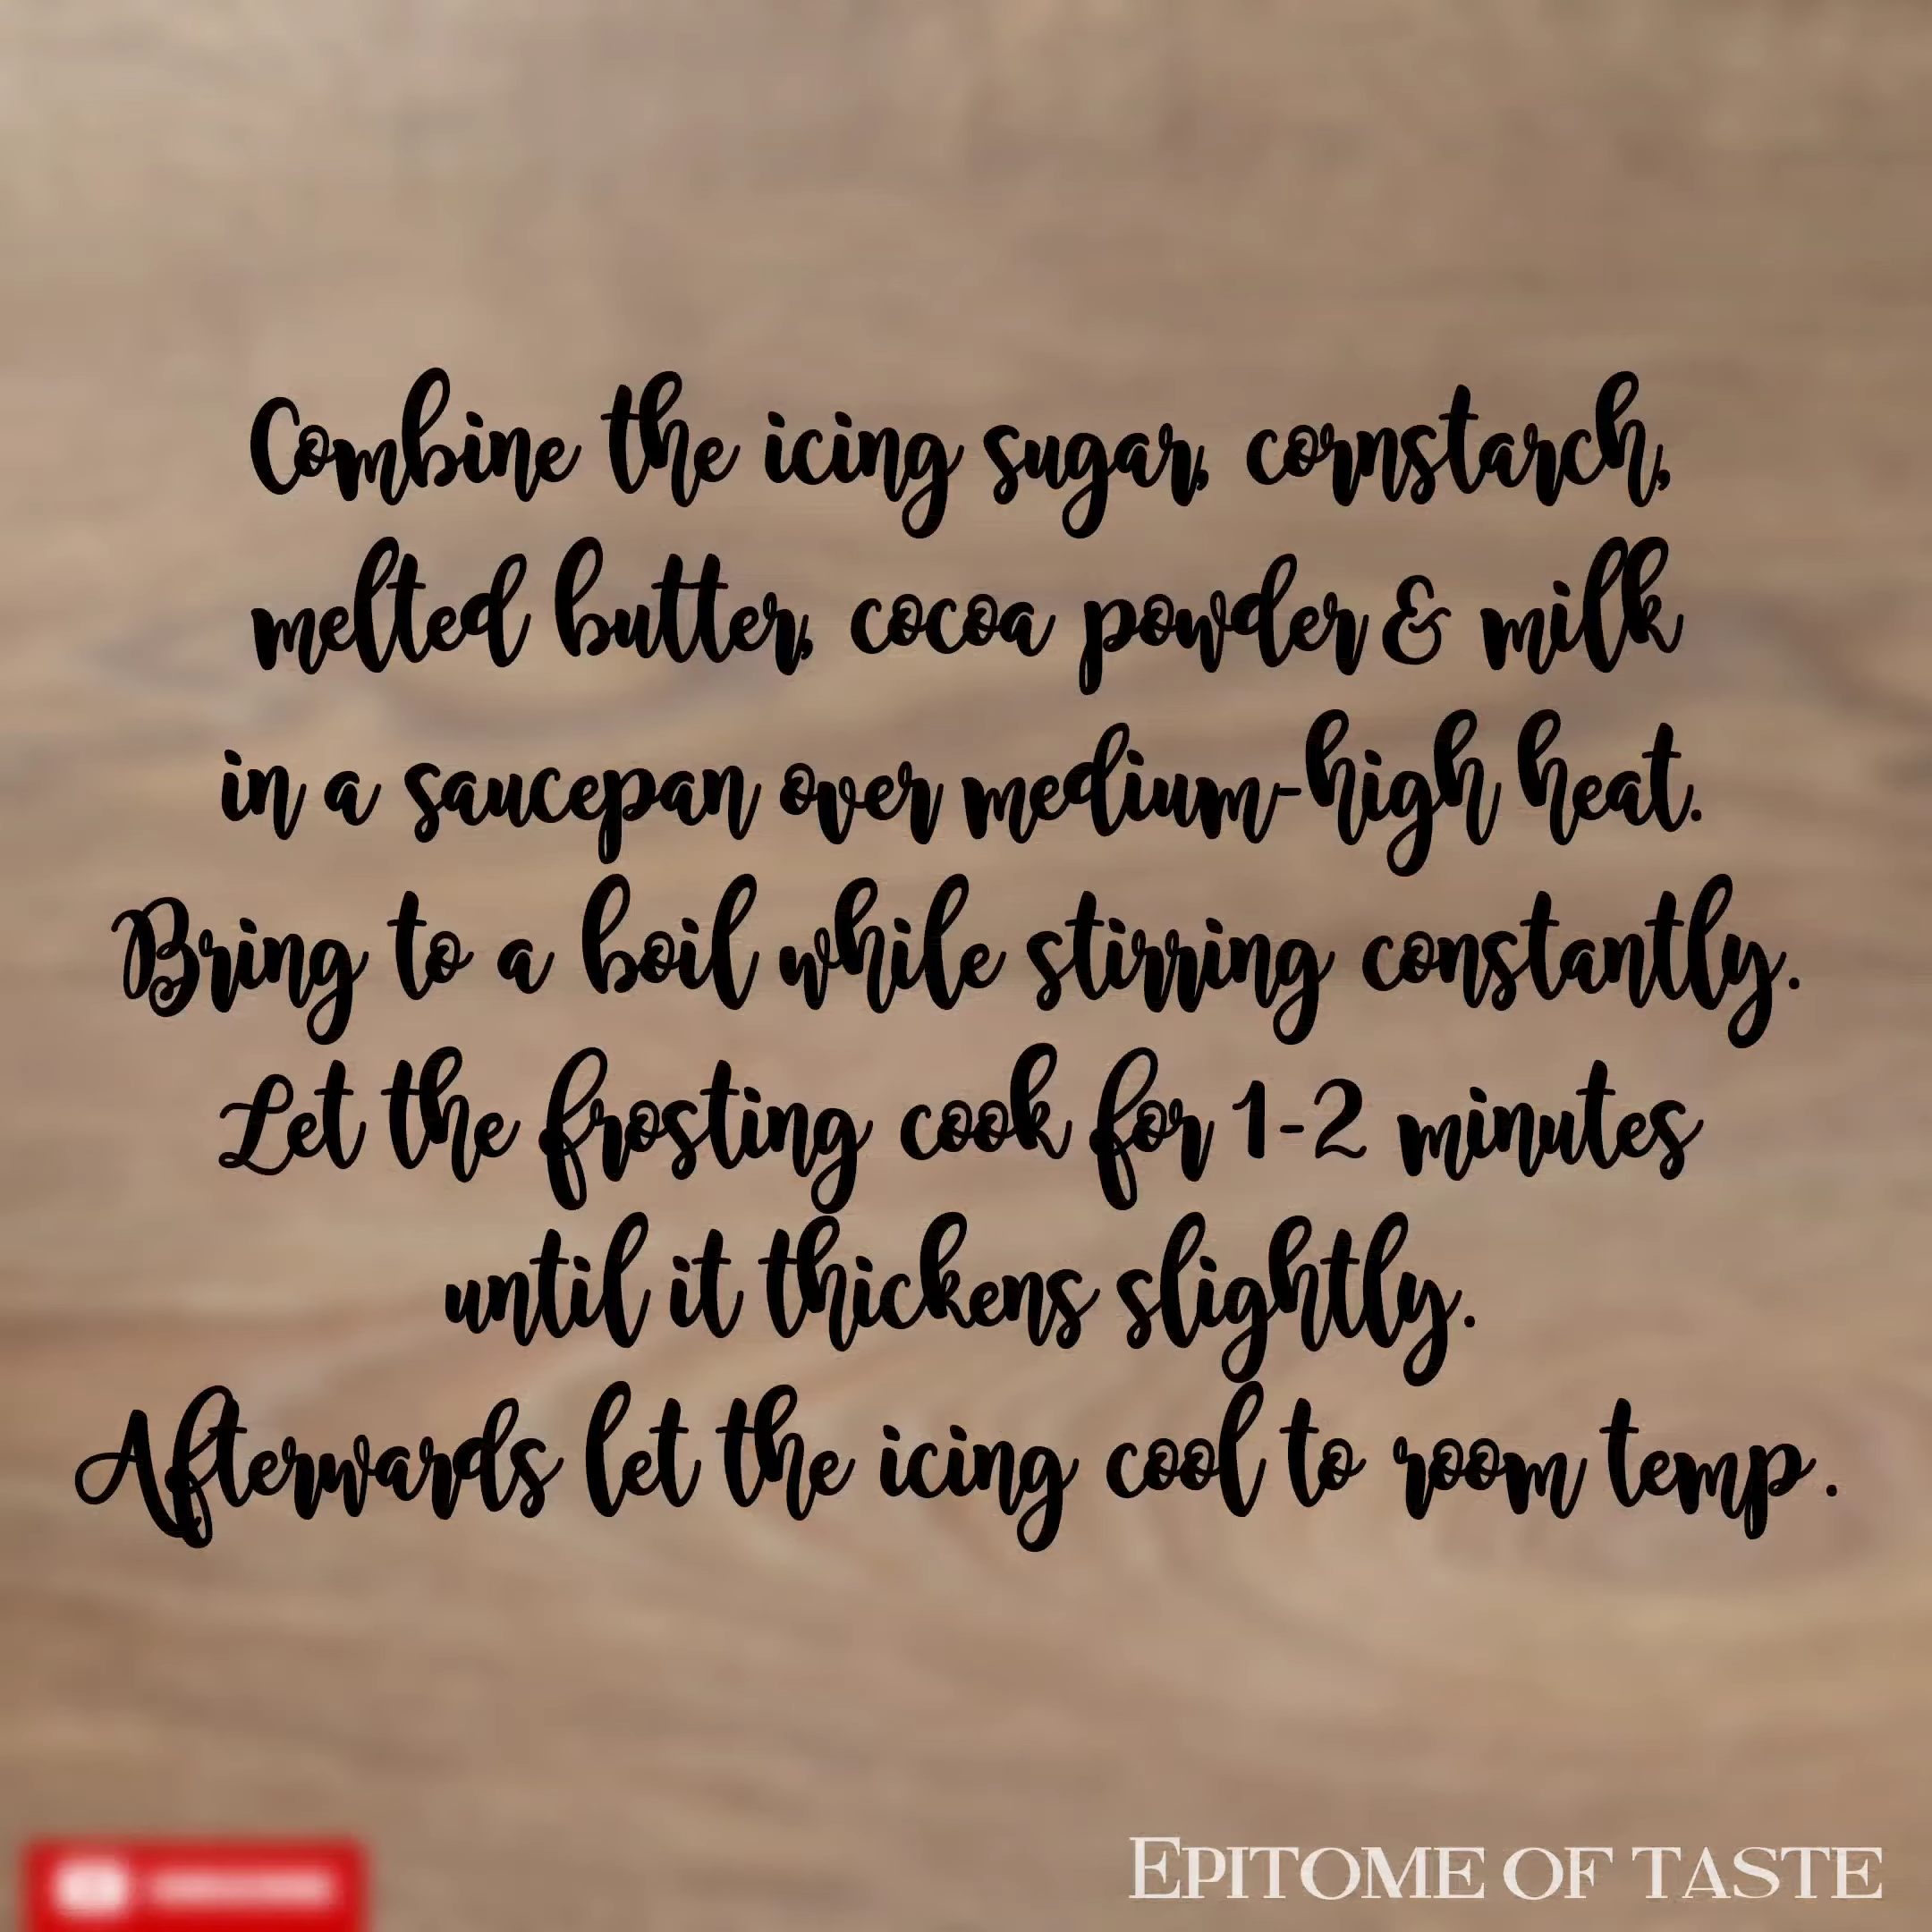 Combine the icing sugar, cornstarch,
melted butter, cocoa powder & milk
in a saucepan over medium-high heat.
Bring to a boil while stirring constantly.
Let the frosting cook for 1-2 minutes
until it thickens slightly.
Afterwards let the icing cool to room temp.
EPITOME OF TASTE